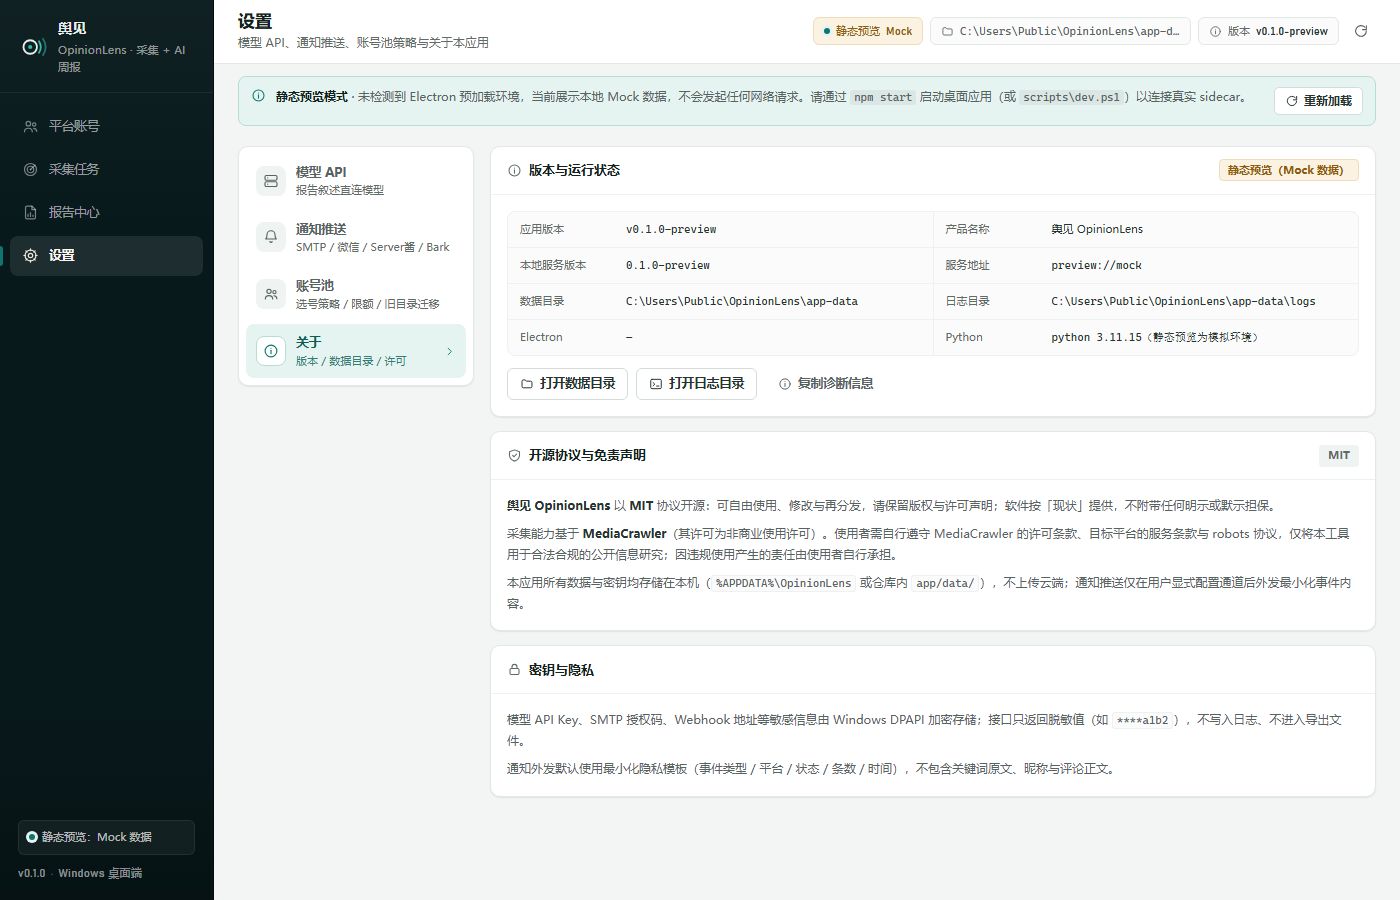 舆见
OpinionLens · 采集 + AI
周报
平台账号
采集任务
报告中心
设置
静态预览：Mock 数据
v0.1.0 · Windows 桌面端
设置
模型 API、通知推送、账号池策略与关于本应用
静态预览 Mock
C:\Users\Public\OpinionLens\app-d…
版本 v0.1.0-preview
静态预览模式 · 未检测到 Electron 预加载环境，当前展示本地 Mock 数据，不会发起任何网络请求。请通过 npm start 启动桌面应用（或 scripts\dev.ps1）以连接真实 sidecar。
重新加载
模型 API
报告叙述直连模型
通知推送
SMTP / 微信 / Server酱 / Bark
账号池
选号策略 / 限额 / 旧目录迁移
关于
版本 / 数据目录 / 许可
版本与运行状态
静态预览（Mock 数据）
应用版本 v0.1.0-preview
产品名称 舆见 OpinionLens
本地服务版本 0.1.0-preview
服务地址 preview://mock
数据目录 C:\Users\Public\OpinionLens\app-data
日志目录 C:\Users\Public\OpinionLens\app-data\logs
Electron —
Python python 3.11.15（静态预览为模拟环境）
打开数据目录
打开日志目录
复制诊断信息
开源协议与免责声明
MIT
舆见 OpinionLens 以 MIT 协议开源：可自由使用、修改与再分发，请保留版权与许可声明；软件按「现状」提供，不附带任何明示或默示担保。
采集能力基于 MediaCrawler（其许可为非商业使用许可）。使用者需自行遵守 MediaCrawler 的许可条款、目标平台的服务条款与 robots 协议，仅将本工具
用于合法合规的公开信息研究；因违规使用产生的责任由使用者自行承担。
本应用所有数据与密钥均存储在本机（ %APPDATA%\OpinionLens 或仓库内 app/data/ ），不上传云端；通知推送仅在用户显式配置通道后外发最小化事件内
容。
密钥与隐私
模型 API Key、SMTP 授权码、Webhook 地址等敏感信息由 Windows DPAPI 加密存储；接口只返回脱敏值（如 ****a1b2 ），不写入日志、不进入导出文
件。
通知外发默认使用最小化隐私模板（事件类型 / 平台 / 状态 / 条数 / 时间），不包含关键词原文、昵称与评论正文。